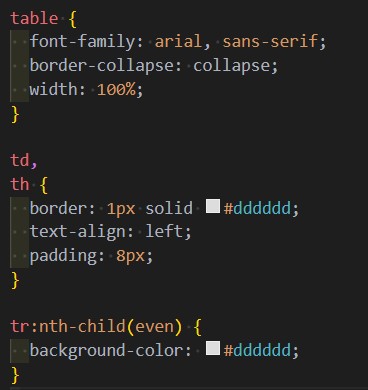 table {
  font-family: arial, sans-serif;
  border-collapse: collapse;
  width: 100%;
}

td,
th {
  border: 1px solid #dddddd;
  text-align: left;
  padding: 8px;
}

tr:nth-child(even) {
  background-color: #dddddd;
}